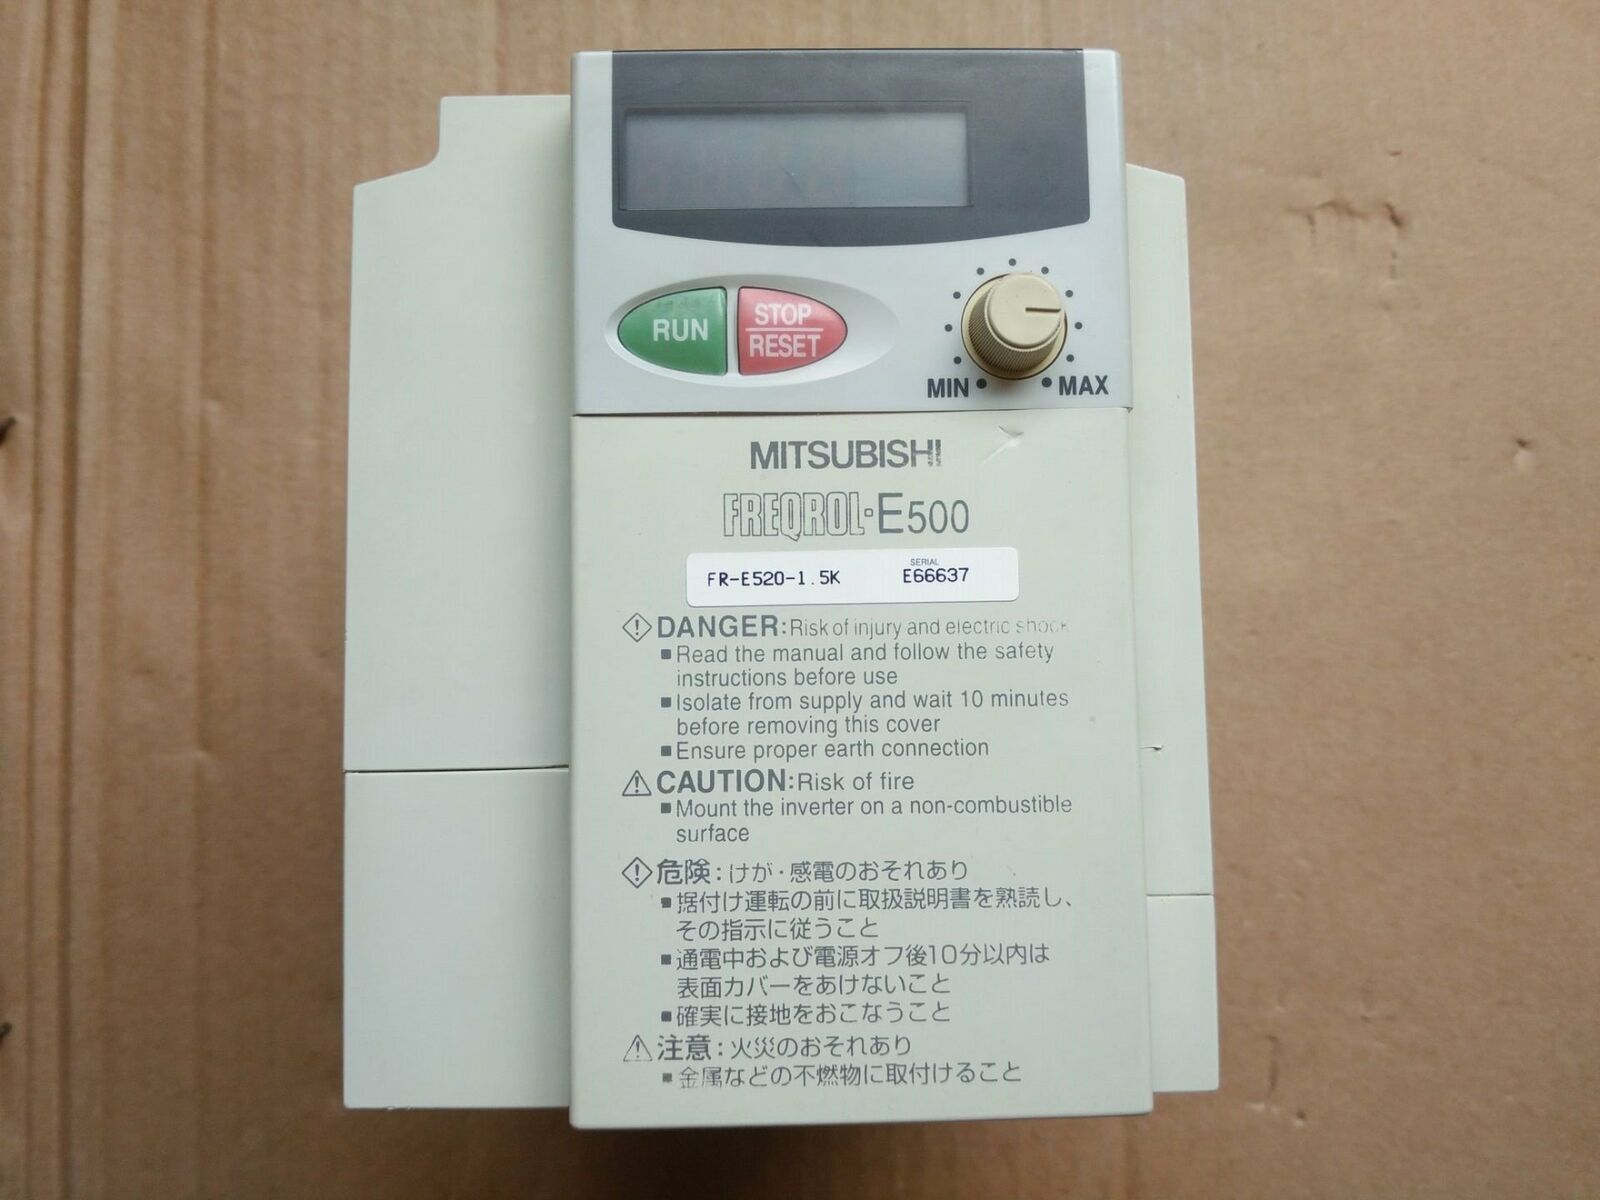 RUN
STOP
RESET
MIN
MAX
MITSUBISHI
FREQROL-E500
SERIAL
FR-E520-1.5K E66637
DANGER:Risk of injury and electric shock
■Read the manual and follow the safety
instructions before use
■Isolate from supply and wait 10 minutes
before removing this cover
■Ensure proper earth connection
CAUTION:Risk of fire
■Mount the inverter on a non-combustible
surface
危険:けが・感電のおそれあり
■据付け運転の前に取扱説明書を熟読し、
その指示に従うこと
■通電中および電源オフ後10分以内は
表面カバーをあけないこと
■確実に接地をおこなうこと
注意:火災のおそれあり
■金属などの不燃物に取付けること